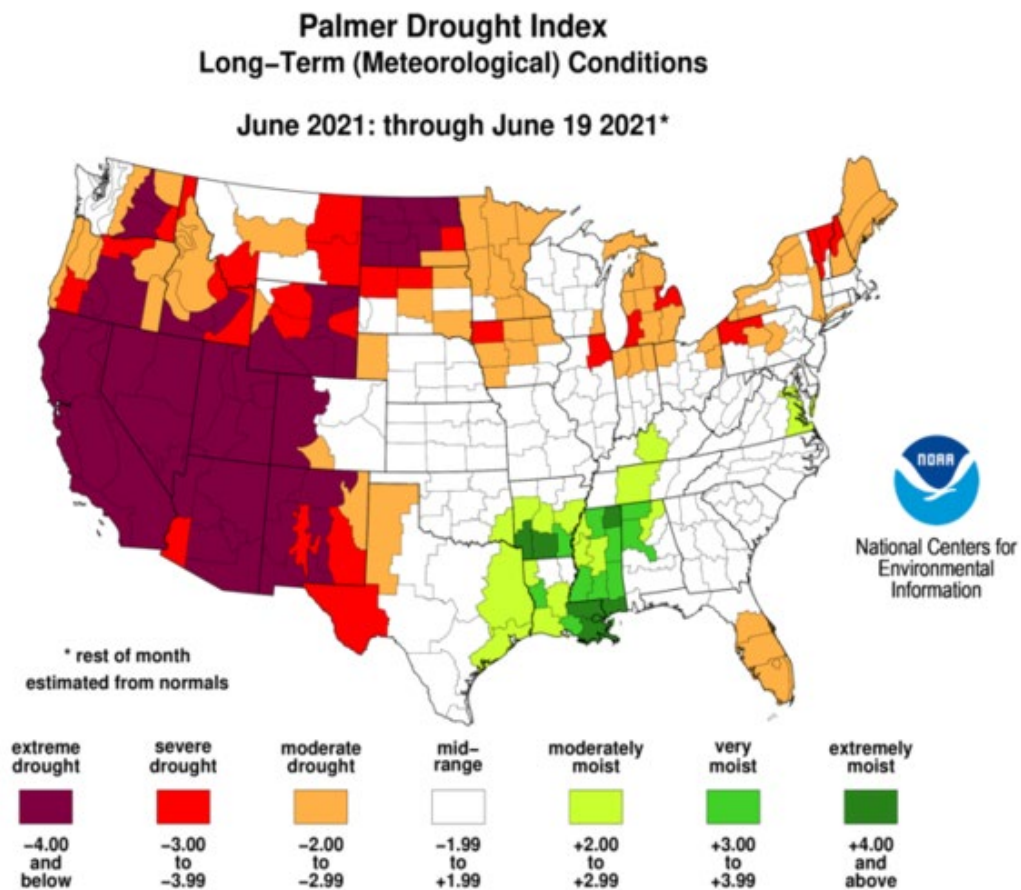 Palmer Drought Index
Long-Term (Meteorological) Conditions
June 2021: through June 19 2021*
NOAA
National Centers for
Environmental
Information
* rest of month
estimated from normals
extreme drought
-4.00 and below
severe drought
-3.00 to -3.99
moderate drought
-2.00 to -2.99
mid-range
-1.99 to +1.99
moderately moist
+2.00 to +2.99
very moist
+3.00 to +3.99
extremely moist
+4.00 and above